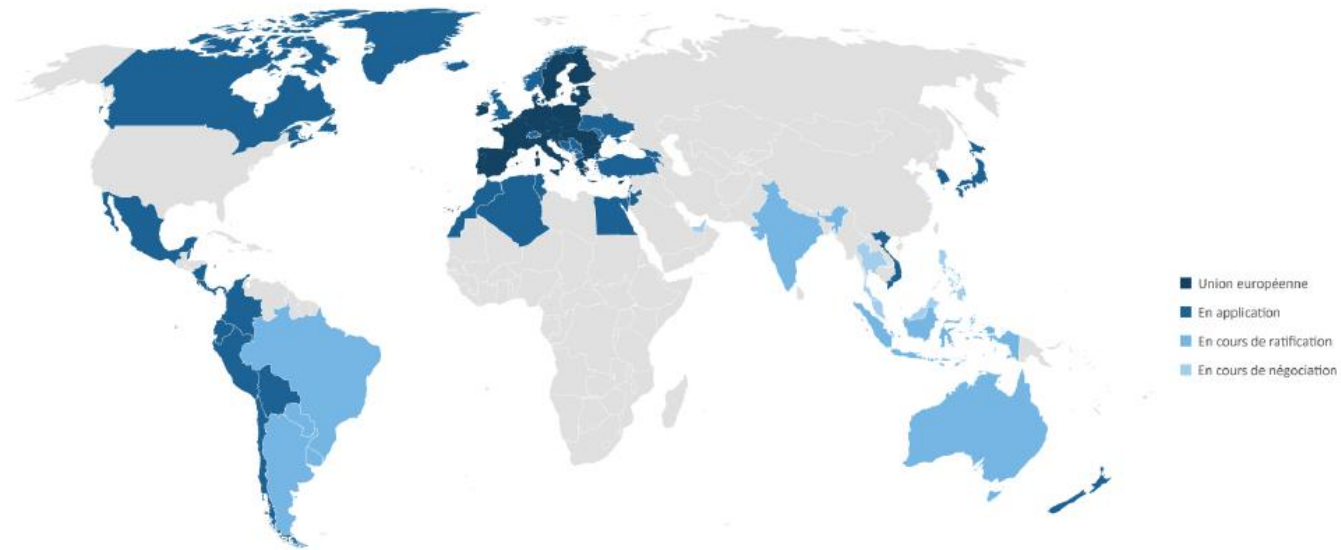 Union européenne
En application
En cours de ratification
En cours de négociation